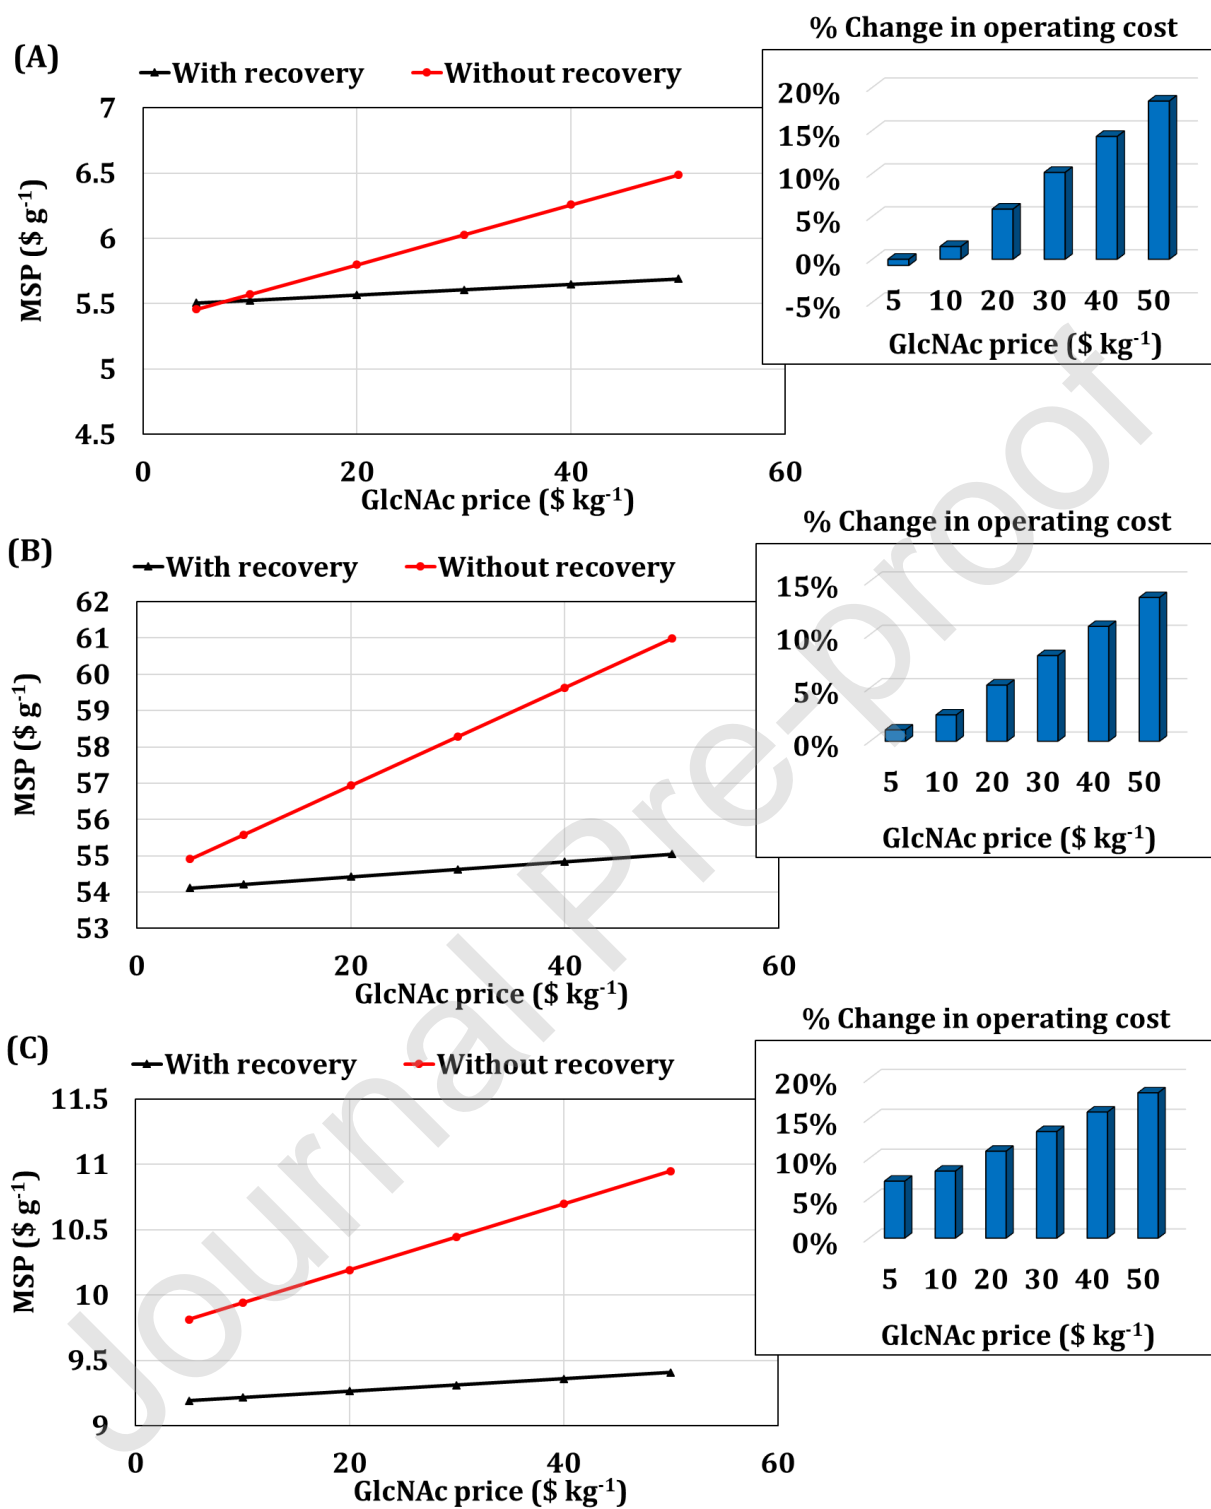 (A)
With recovery Without recovery
MSP ($ g-1)
7
6.5
6
5.5
5
4.5
0 20 40 60
GlcNAc price ($ kg-1)
% Change in operating cost
20%
15%
10%
5%
0%
-5%
5 10 20 30 40 50
GlcNAc price ($ kg-1)
(B)
With recovery Without recovery
MSP ($ g-1)
62
61
60
59
58
57
56
55
54
53
0 20 40 60
GlcNAc price ($ kg-1)
% Change in operating cost
15%
10%
5%
0%
5 10 20 30 40 50
GlcNAc price ($ kg-1)
(C)
With recovery Without recovery
MSP ($ g-1)
11.5
11
10.5
10
9.5
9
0 20 40 60
GlcNAc price ($ kg-1)
% Change in operating cost
20%
15%
10%
5%
0%
5 10 20 30 40 50
GlcNAc price ($ kg-1)
Journal Pre-proof